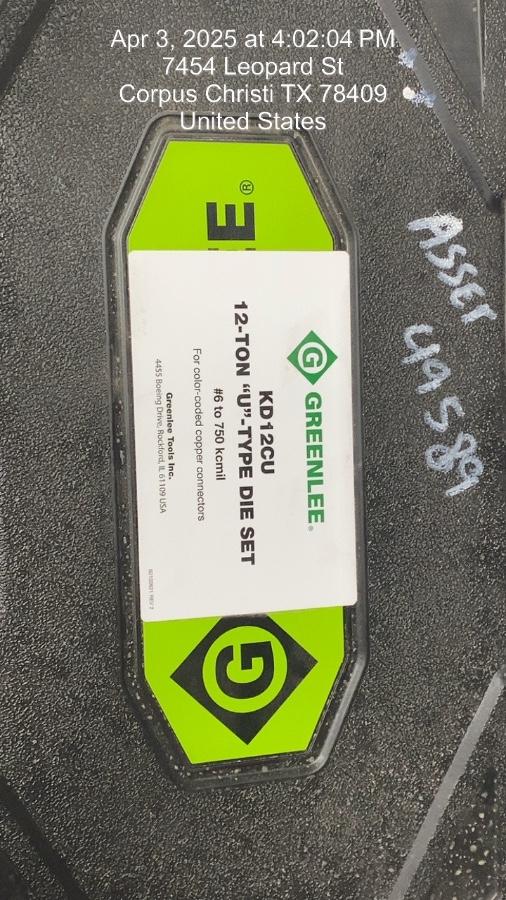 Apr 3, 2025 at 4:02:04 PM
7454 Leopard St
Corpus Christi TX 78409
United States
E®
G GREENLEE®
KD12CU
12-TON “U”-TYPE DIE SET
#6 to 750 kcmil
For color-coded copper connectors
Greenlee Tools Inc.
4455 Boeing Drive, Rockford, IL 61109 USA
G
ASSET
49589